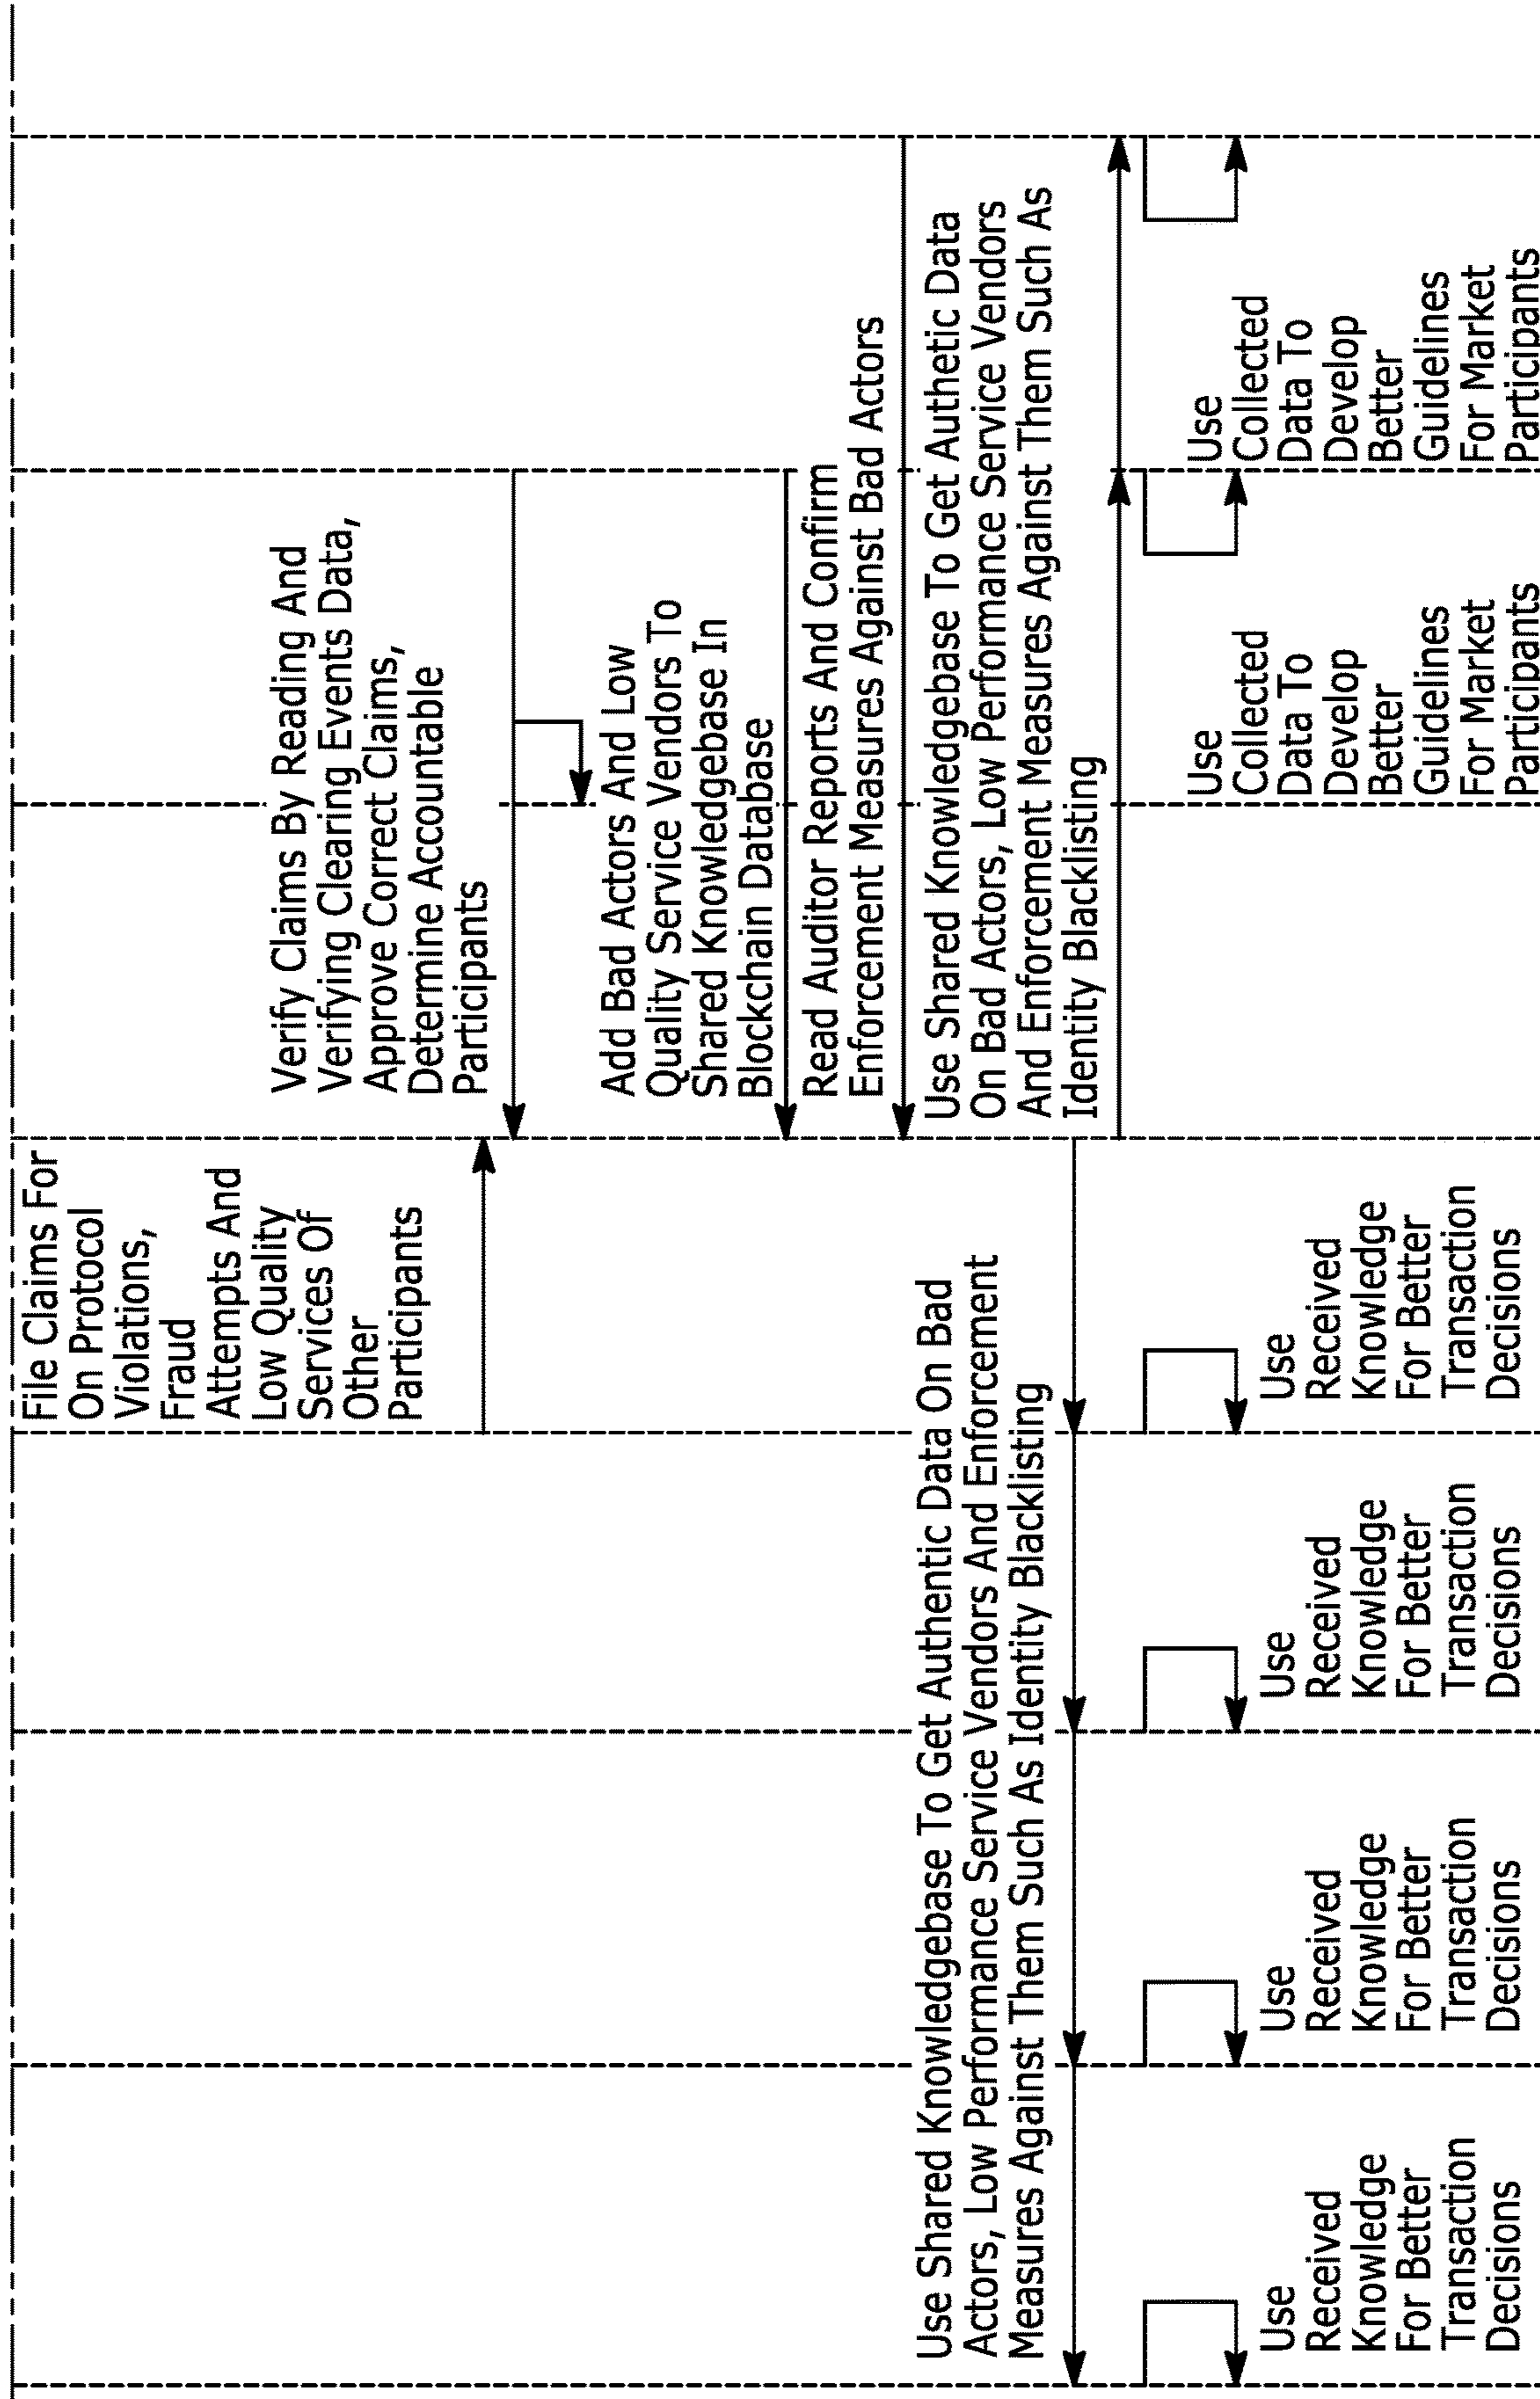 File Claims For
On Protocol
Violations,
Fraud
Attempts And
Low Quality
Services Of
Other
Participants
Verify Claims By Reading And
Verifying Clearing Events Data,
Approve Correct Claims,
Determine Accountable
Participants
Add Bad Actors And Low
Quality Service Vendors To
Shared Knowledgebase In
Blockchain Database
Read Auditor Reports And Confirm
Enforcement Measures Against Bad Actors
Use Shared Knowledgebase To Get Authentic Data On Bad
Actors, Low Performance Service Vendors And Enforcement
Measures Against Them Such As Identity Blacklisting
Use Shared Knowledgebase To Get Authetic Data
On Bad Actors, Low Performance Service Vendors
And Enforcement Measures Against Them Such As
Identity Blacklisting
Use
Received
Knowledge
For Better
Transaction
Decisions
Use
Received
Knowledge
For Better
Transaction
Decisions
Use
Received
Knowledge
For Better
Transaction
Decisions
Use
Received
Knowledge
For Better
Transaction
Decisions
Use
Collected
Data To
Develop
Better
Guidelines
For Market
Participants
Use
Collected
Data To
Develop
Better
Guidelines
For Market
Participants